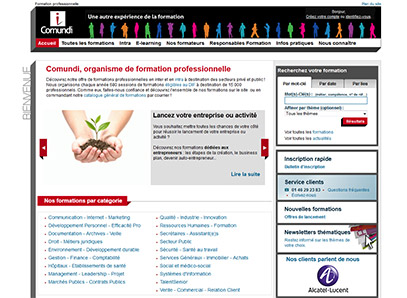 Formation professionnelle
Plan du site
Comundi
Une autre expérience de la formation
Bonjour,
Créez votre compte ou identifiez-vous
Accueil
Toutes les formations
Intra
E-learning
Nos formateurs
Responsables Formation
Infos pratiques
Nous connaître
BIENVENUE
Comundi, organisme de formation professionnelle
Découvrez notre offre de formations professionnelles en inter et en intra à destination des secteurs privé et public !
Nous organisons chaque année 580 sessions de formations éligibles au DIF à destination de 15 000
professionnels. Comme eux, faites-nous confiance et découvrez l'ensemble de nos formations sur le site ou en
commandant notre catalogue général de formations par courrier !
Lancez votre entreprise ou activité
Vous souhaitez mettre toutes les chances de votre côté
pour réussir le lancement de votre entreprise ou
activité ?
Découvrez nos formations dédiées aux
entrepreneurs : les étapes de la création, le business
plan, devenir auto-entrepreneur...
Lire la suite
Nos formations par catégorie
Communication - Internet - Marketing
Développement Personnel - Efficacité Pro
Documentation - Archives - Veille
Droit - Métiers juridiques
Environnement - Développement durable
Gestion - Finance - Comptabilité
Hôpitaux - Etablissements de santé
Management - Leadership - Projet
Marchés Publics - Contrats Publics
Qualité - Industrie - Innovation
Ressources Humaines - Formation
Secrétaires - Assistant(e)s
Secteur Public
Sécurité - Santé au travail
Services Généraux - Immobilier - Achats
Social et médico-social
Systèmes d'Information
TalentSenior
Vente - Commercial - Relation Client
Recherchez votre formation
Par mot-clé
Par date
Par lieu
Mot(s)-Clé(s) :
Affiner par thème (optionnel) :
Tous les thèmes
Résultats
Voir toutes les formations
Voir toutes les actualités
Inscription rapide
Bulletin d'inscription
Service clients
01 46 29 23 63
Questions fréquentes
Ecrivez-nous
Nouvelles formations
Offres de lancement
Newsletters thématiques
Restez informé sur les thèmes de
votre choix.
Nos clients parlent de nous
Alcatel-Lucent